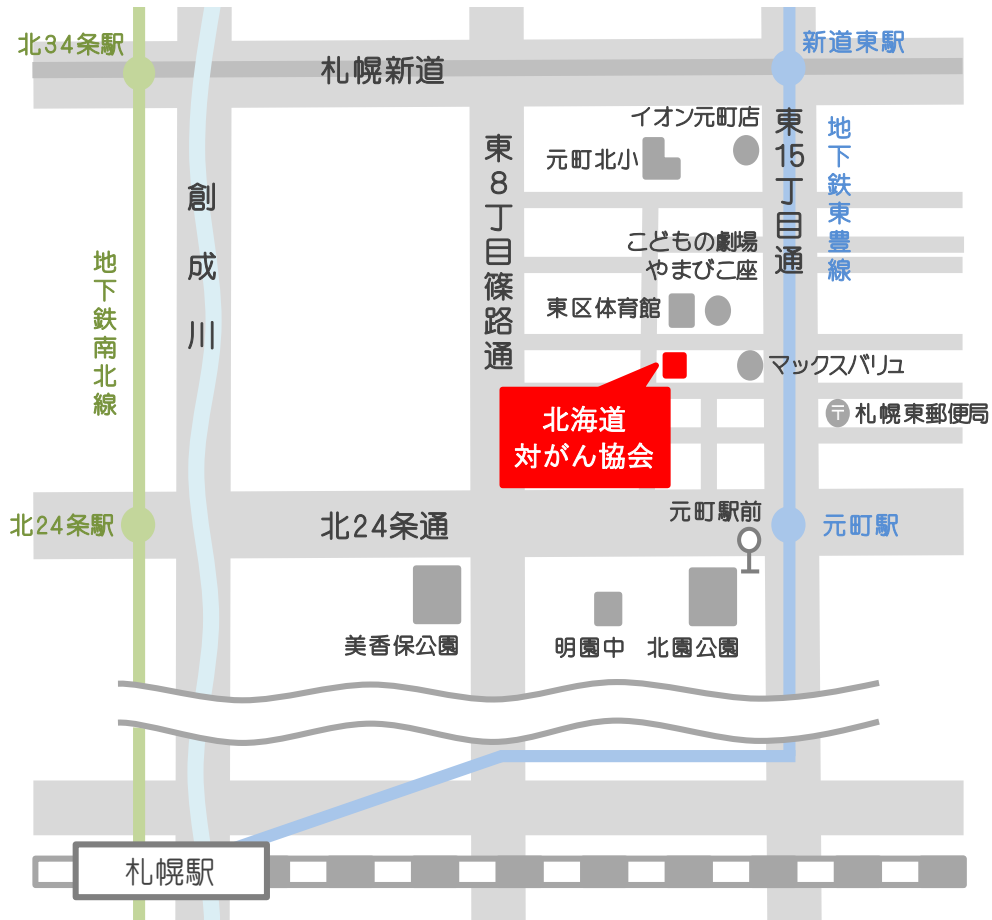 北34条駅
新道東駅
札幌新道
イオン元町店
元町北小
東15丁目通
地下鉄東豊線
東8丁目篠路通
創成川
こどもの劇場
やまびこ座
地下鉄南北線
東区体育館
マックスバリュ
北海道
対がん協会
〒
札幌東郵便局
元町駅前
北24条駅
北24条通
元町駅
美香保公園
明園中
北園公園
札幌駅